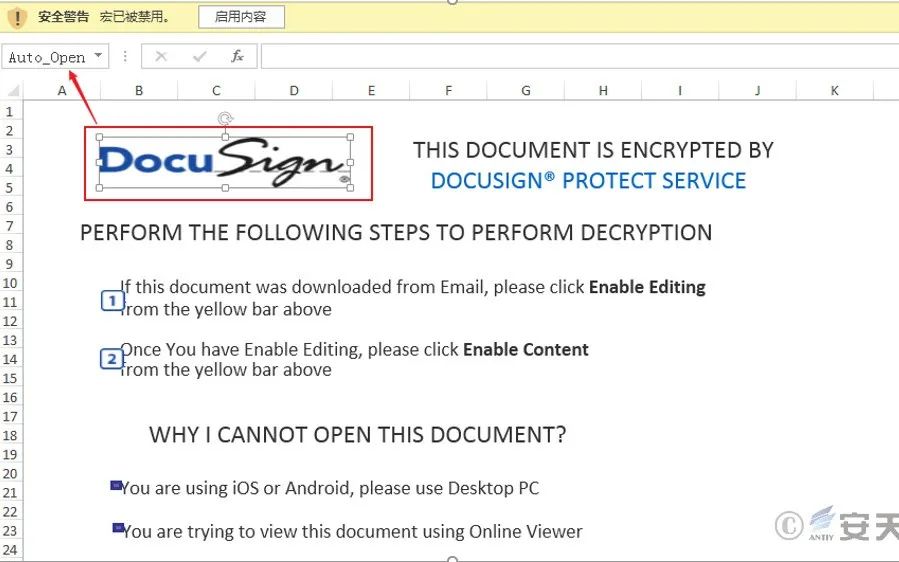 安全警告 宏已被禁用。 启用内容
Auto_Open fx
A B C D E F G H I J K
1
2
3
4
5
6
7
8
9
10
11
12
13
14
15
16
17
18
19
20
21
22
23
24
DocuSign
THIS DOCUMENT IS ENCRYPTED BY
DOCUSIGN® PROTECT SERVICE
PERFORM THE FOLLOWING STEPS TO PERFORM DECRYPTION
1 If this document was downloaded from Email, please click Enable Editing
from the yellow bar above
2 Once You have Enable Editing, please click Enable Content
from the yellow bar above
WHY I CANNOT OPEN THIS DOCUMENT?
You are using iOS or Android, please use Desktop PC
You are trying to view this document using Online Viewer
© ANTIY 安天